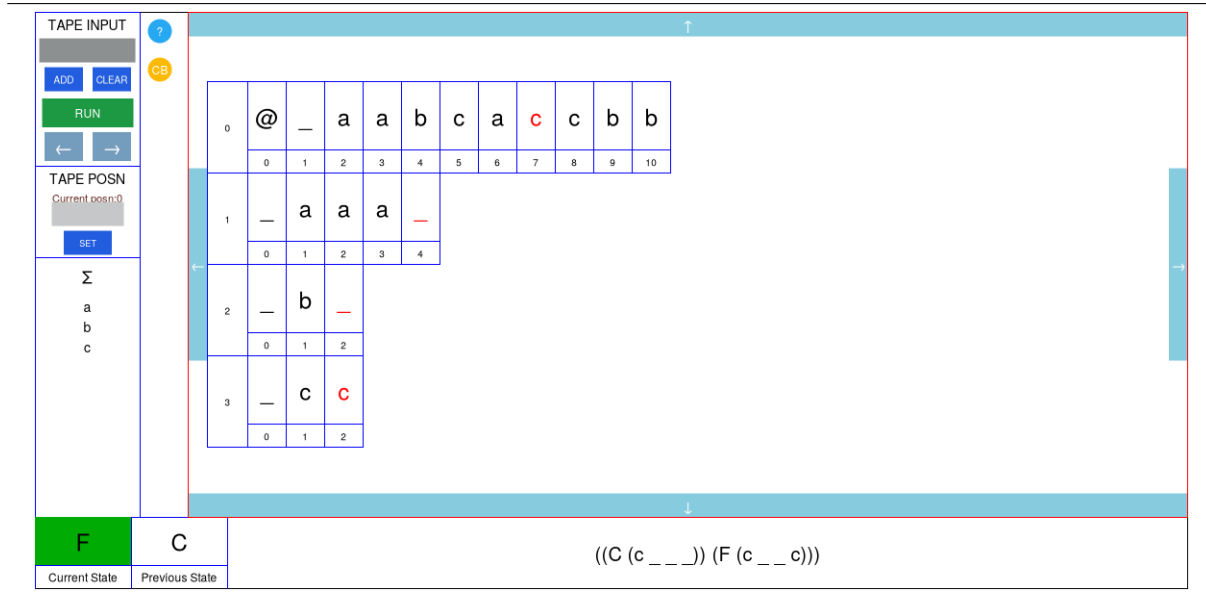 TAPE INPUT
ADD CLEAR
RUN
← →
TAPE POSN
Current posn:0
SET
Σ
a
b
c
?
CB
↑
←
→
↓
0 @ _ a a b c a c c b b
0 1 2 3 4 5 6 7 8 9 10
1 _ a a a _
0 1 2 3 4
2 _ b _
0 1 2
3 _ c c
0 1 2
F C
Current State Previous State
((C (c _ _ _)) (F (c _ _ c)))